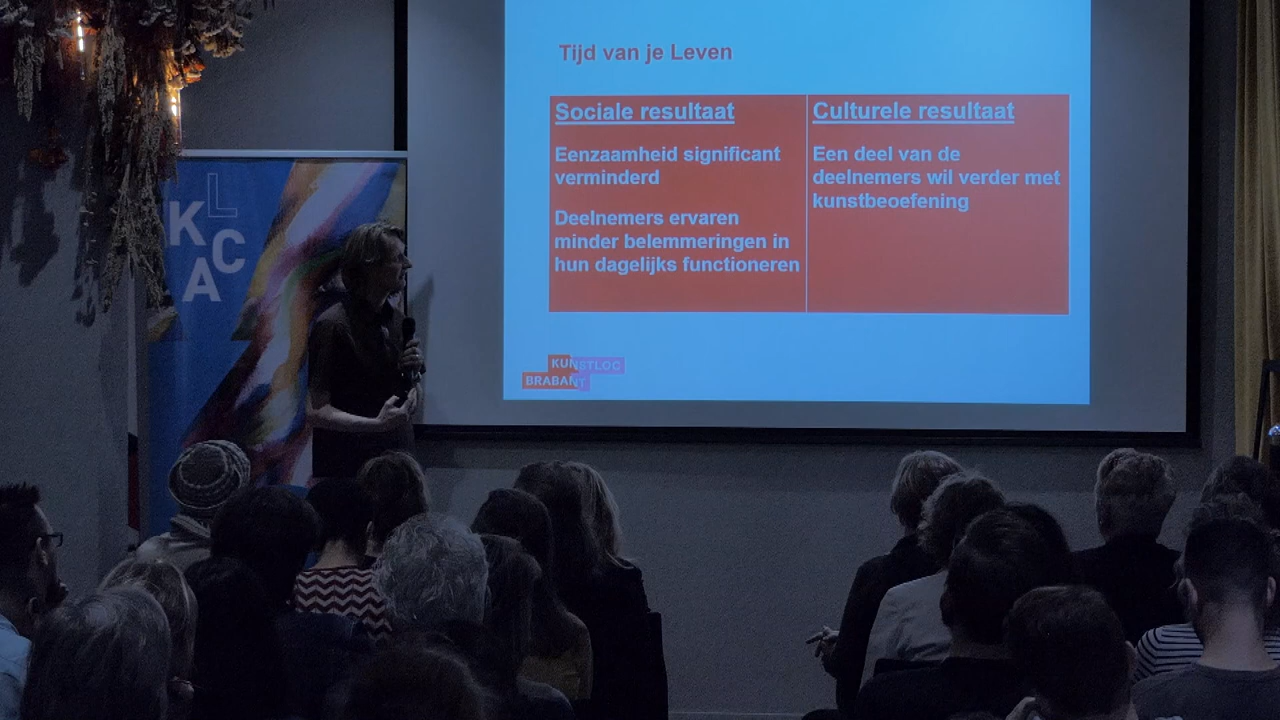 Tijd van je Leven
Sociale resultaat
Eenzaamheid significant
verminderd
Deelnemers ervaren
minder belemmeringen in
hun dagelijks functioneren
Culturele resultaat
Een deel van de
deelnemers wil verder met
kunstbeoefening
KUNSTLOC
BRABANT
L
K
C
A